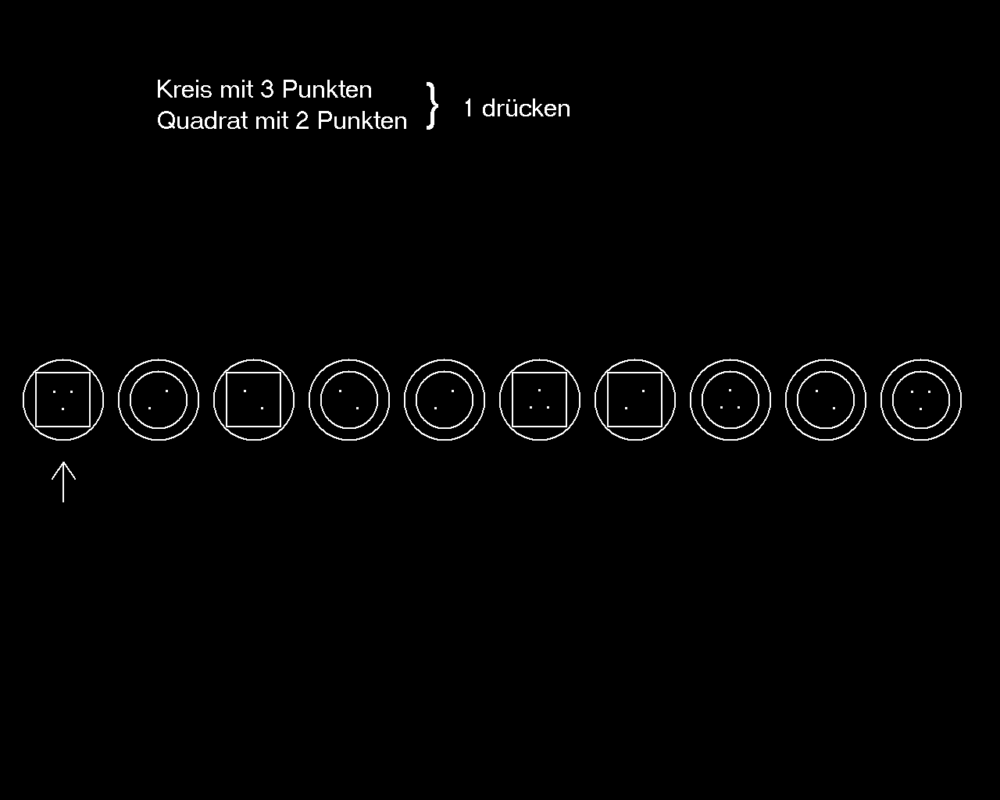 Kreis mit 3 Punkten
Quadrat mit 2 Punkten
} 1 drücken